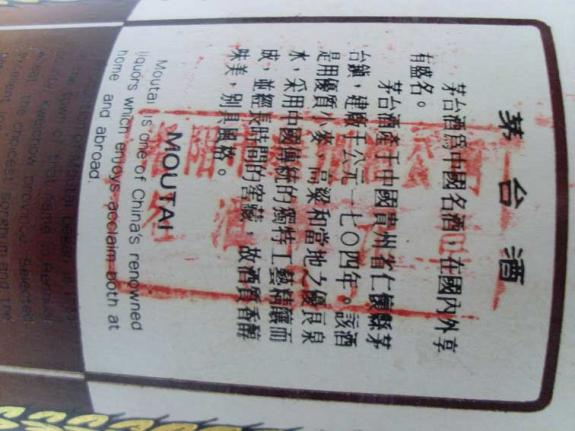 茅台酒
茅台酒爲中國名酒，在國內外享
有盛名。
茅台酒產于中國貴州省仁懷縣茅
台鎮，建廠于公元一七〇四年。該酒
是用優質小麥、高粱和當地之優良泉
水，采用中國傳統的獨特工藝精釀而
成，並經長時間的窖藏，故酒質香醇
味美，別具風格。
MOUTAI
Moutai is one of China's renowned
liquors which enjoys acclaim both at
home and abroad.